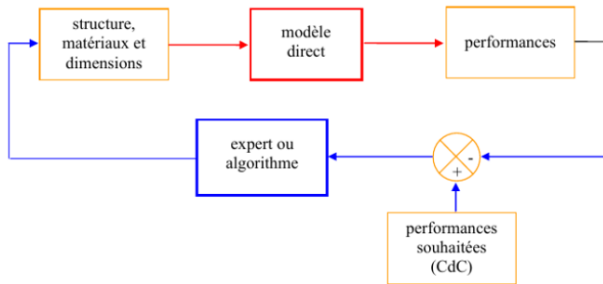 structure,
matériaux et
dimensions
modèle
direct
performances
expert ou
algorithme
-
+
performances
souhaitées
(CdC)